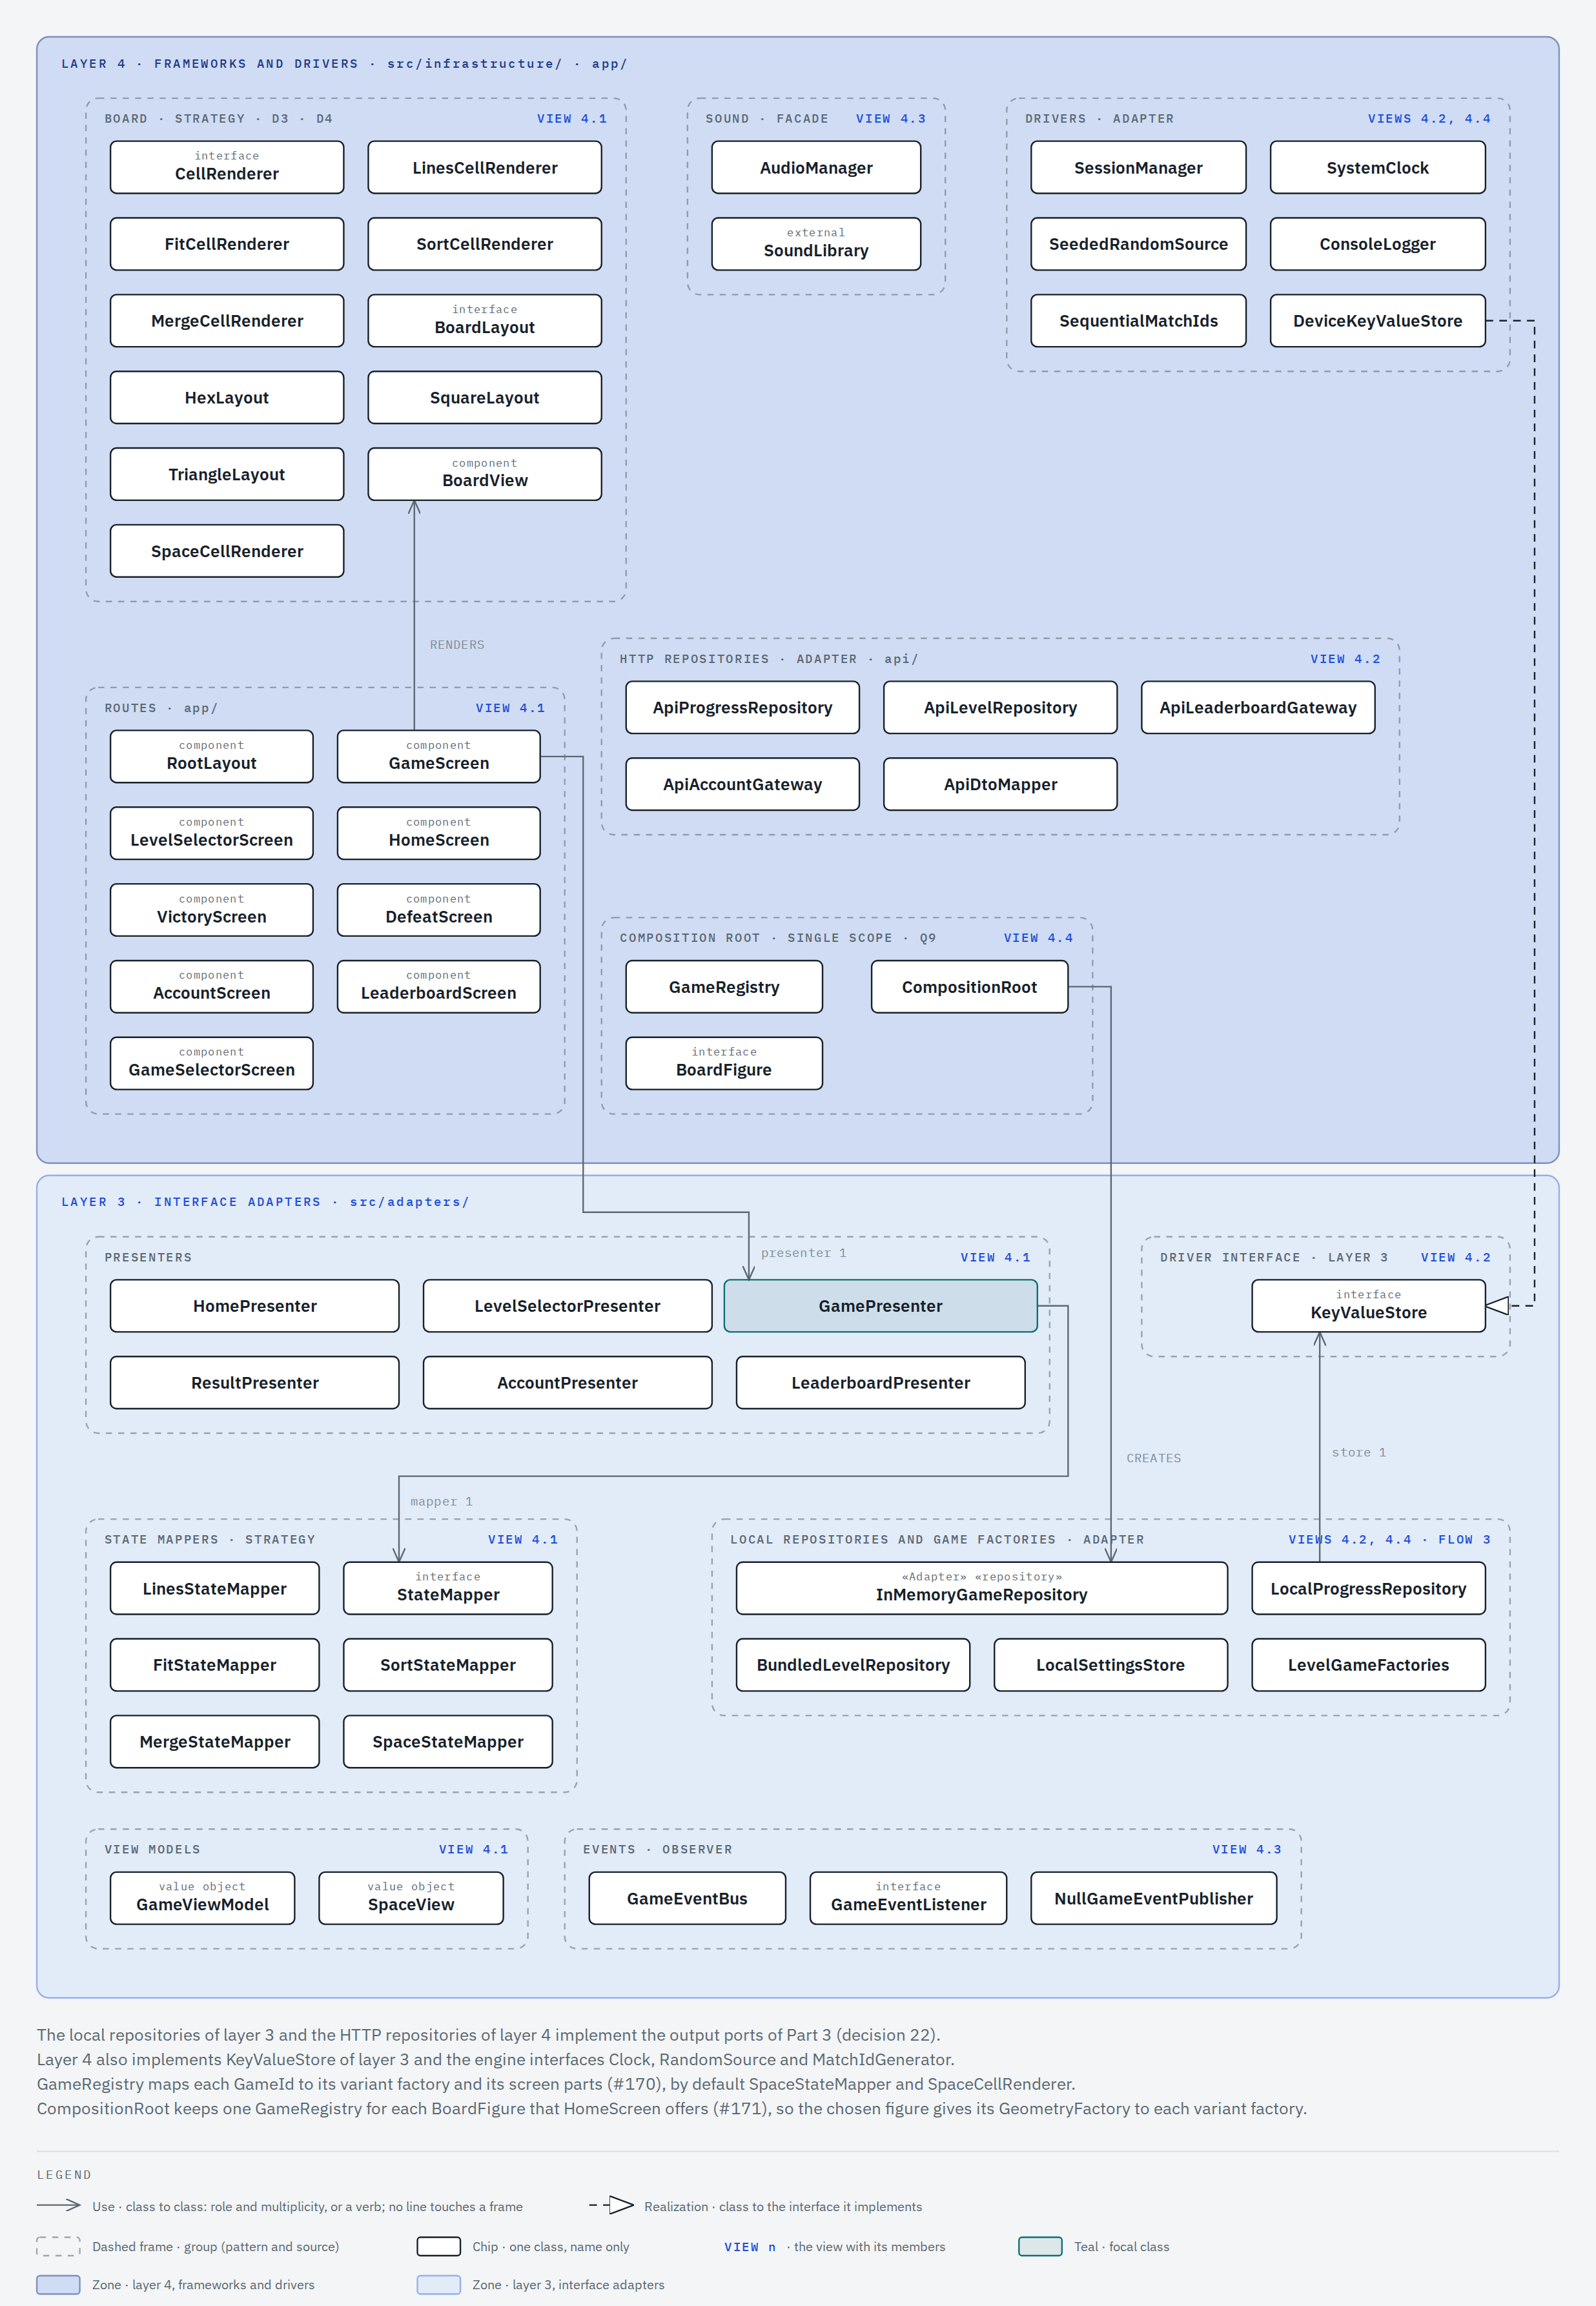 LAYER 4 · FRAMEWORKS AND DRIVERS · src/infrastructure/ · app/
BOARD · STRATEGY · D3 · D4
VIEW 4.1
interface
CellRenderer
LinesCellRenderer
FitCellRenderer
SortCellRenderer
MergeCellRenderer
interface
BoardLayout
HexLayout
SquareLayout
TriangleLayout
component
BoardView
SpaceCellRenderer
SOUND · FACADE
VIEW 4.3
AudioManager
external
SoundLibrary
DRIVERS · ADAPTER
VIEWS 4.2, 4.4
SessionManager
SystemClock
SeededRandomSource
ConsoleLogger
SequentialMatchIds
DeviceKeyValueStore
RENDERS
ROUTES · app/
VIEW 4.1
component
RootLayout
component
GameScreen
component
LevelSelectorScreen
component
HomeScreen
component
VictoryScreen
component
DefeatScreen
component
AccountScreen
component
LeaderboardScreen
component
GameSelectorScreen
HTTP REPOSITORIES · ADAPTER · api/
VIEW 4.2
ApiProgressRepository
ApiLevelRepository
ApiLeaderboardGateway
ApiAccountGateway
ApiDtoMapper
COMPOSITION ROOT · SINGLE SCOPE · Q9
VIEW 4.4
GameRegistry
CompositionRoot
interface
BoardFigure
LAYER 3 · INTERFACE ADAPTERS · src/adapters/
PRESENTERS
presenter 1
VIEW 4.1
HomePresenter
LevelSelectorPresenter
GamePresenter
ResultPresenter
AccountPresenter
LeaderboardPresenter
DRIVER INTERFACE · LAYER 3
VIEW 4.2
interface
KeyValueStore
store 1
CREATES
mapper 1
STATE MAPPERS · STRATEGY
VIEW 4.1
LinesStateMapper
interface
StateMapper
FitStateMapper
SortStateMapper
MergeStateMapper
SpaceStateMapper
LOCAL REPOSITORIES AND GAME FACTORIES · ADAPTER
VIEWS 4.2, 4.4 · FLOW 3
«Adapter» «repository»
InMemoryGameRepository
LocalProgressRepository
BundledLevelRepository
LocalSettingsStore
LevelGameFactories
VIEW MODELS
VIEW 4.1
value object
GameViewModel
value object
SpaceView
EVENTS · OBSERVER
VIEW 4.3
GameEventBus
interface
GameEventListener
NullGameEventPublisher
The local repositories of layer 3 and the HTTP repositories of layer 4 implement the output ports of Part 3 (decision 22).
Layer 4 also implements KeyValueStore of layer 3 and the engine interfaces Clock, RandomSource and MatchIdGenerator.
GameRegistry maps each GameId to its variant factory and its screen parts (#170), by default SpaceStateMapper and SpaceCellRenderer.
CompositionRoot keeps one GameRegistry for each BoardFigure that HomeScreen offers (#171), so the chosen figure gives its GeometryFactory to each variant factory.
LEGEND
Use · class to class: role and multiplicity, or a verb; no line touches a frame
Realization · class to the interface it implements
Dashed frame · group (pattern and source)
Chip · one class, name only
VIEW n · the view with its members
Teal · focal class
Zone · layer 4, frameworks and drivers
Zone · layer 3, interface adapters